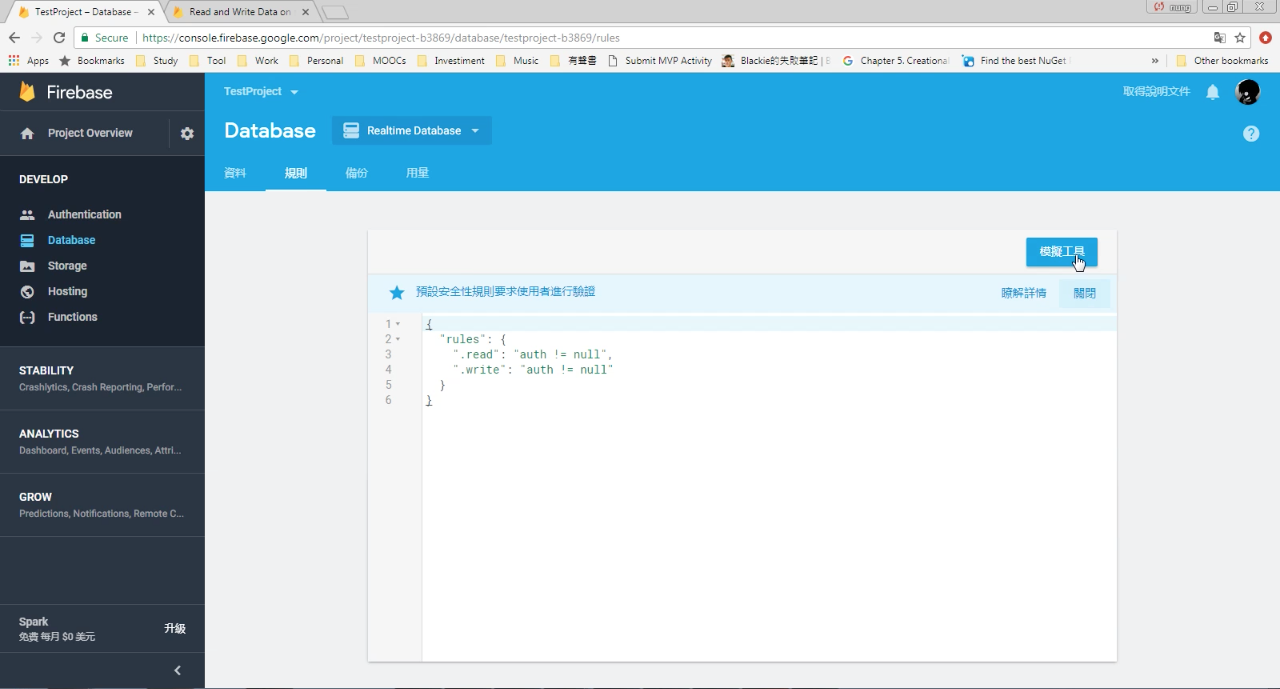 TestProject – Database –
Read and Write Data on
nung
Secure
https://console.firebase.google.com/project/testproject-b3869/database/testproject-b3869/rules
Apps
Bookmarks
Study
Tool
Work
Personal
MOOCs
Investiment
Music
有聲書
Submit MVP Activity
Blackie的失敗筆記 | B
Chapter 5. Creational
Find the best NuGet
»
Other bookmarks
Firebase
TestProject
取得說明文件
Project Overview
Database
Realtime Database
資料
規則
備份
用量
DEVELOP
Authentication
Database
Storage
Hosting
Functions
STABILITY
Crashlytics, Crash Reporting, Perfor...
ANALYTICS
Dashboard, Events, Audiences, Attri...
GROW
Predictions, Notifications, Remote C...
Spark
免費 每月 $0 美元
升級
模擬工具
預設安全性規則要求使用者進行驗證
瞭解詳情
關閉
1 {
2 "rules": {
3 ".read": "auth != null",
4 ".write": "auth != null"
5 }
6 }